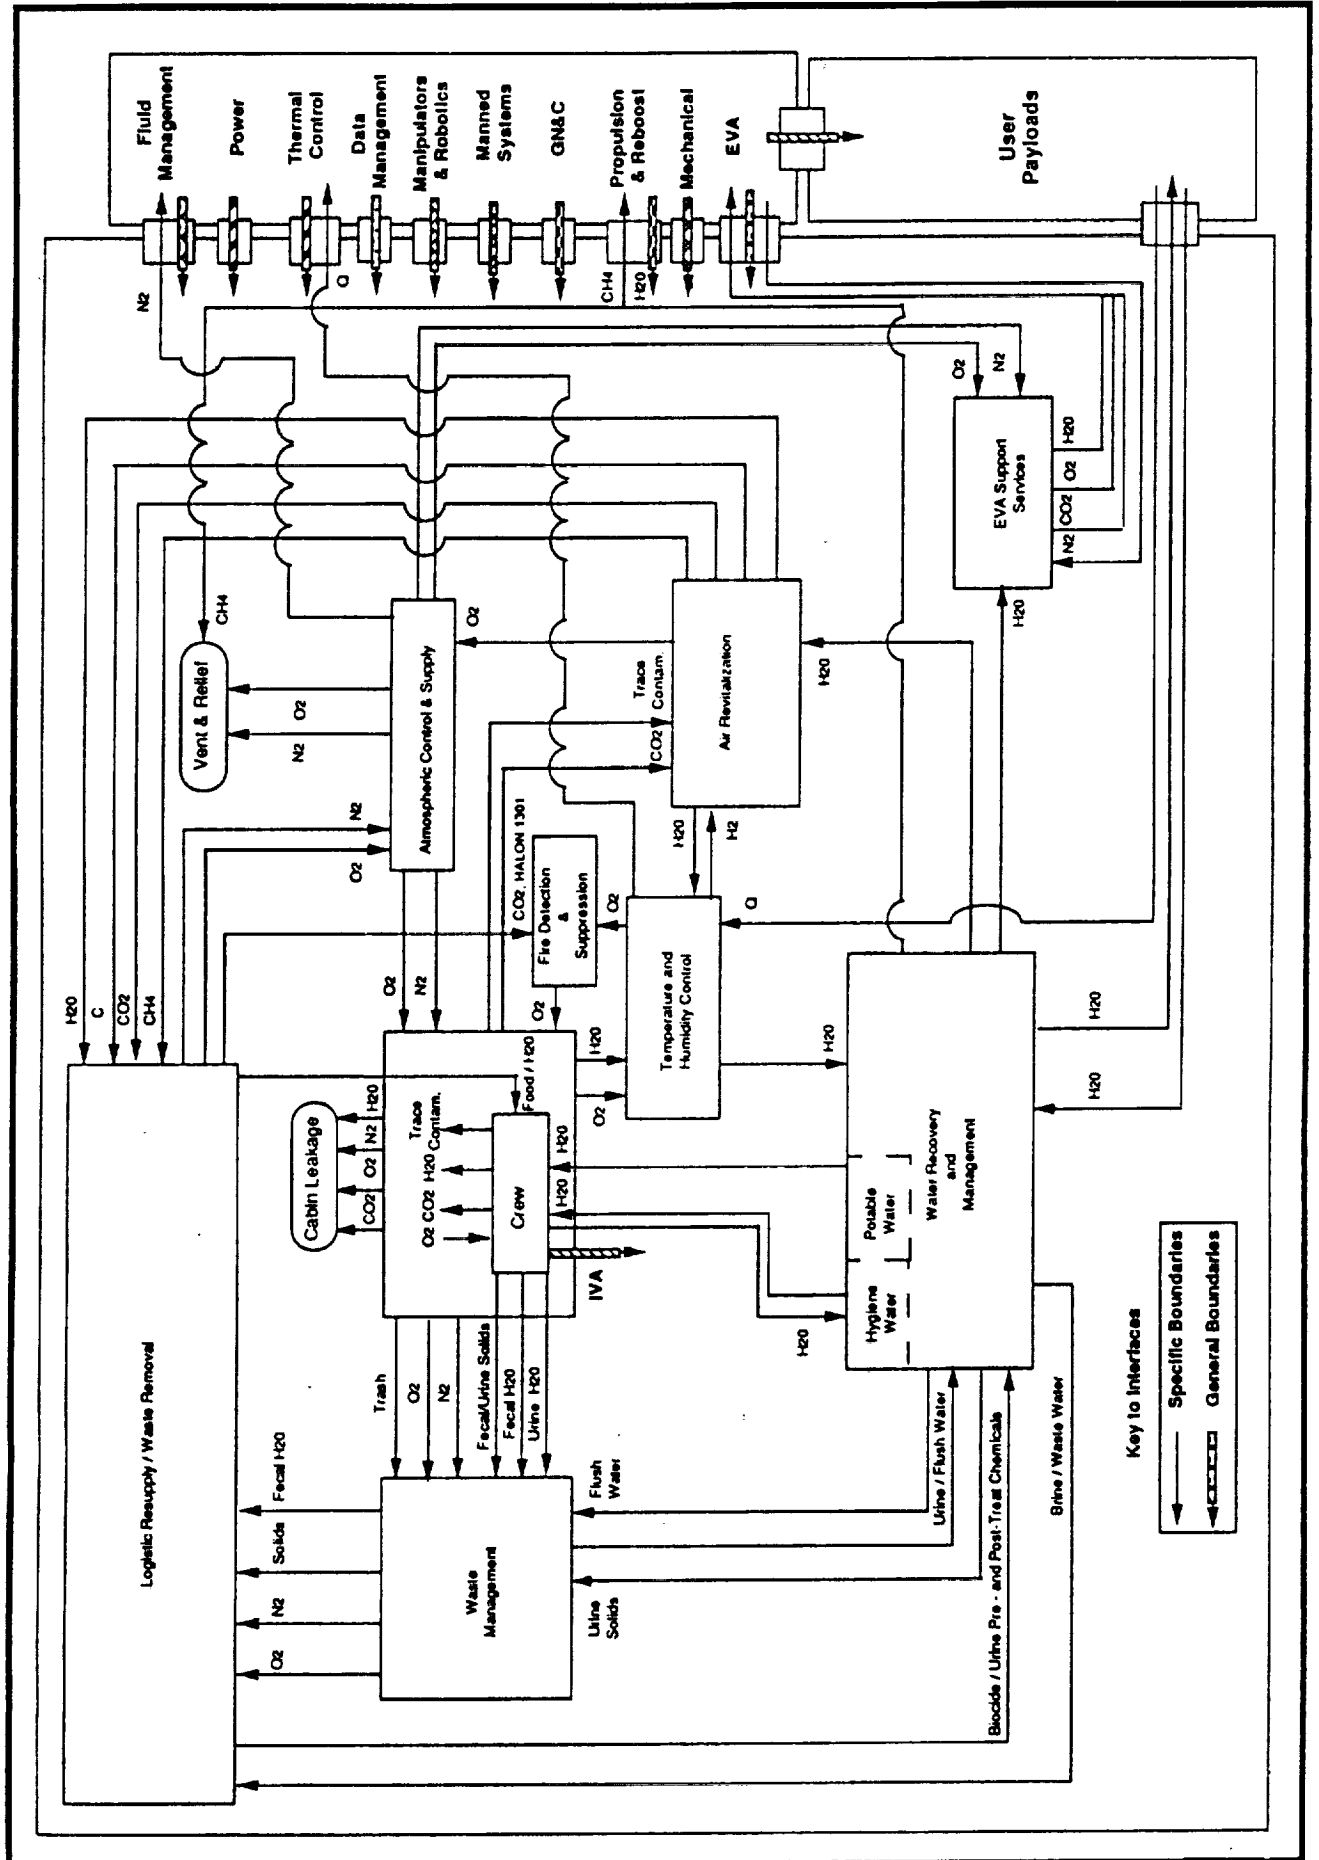 Fluid
Management
Power
Thermal
Control
Data
Management
Manipulators
& Robotics
Manned
Systems
GN&C
Propulsion
& Reboost
Mechanical
EVA
User
Payloads
N2
Q
CH4
H20
H20
C
CO2
CH4
Logistic Resupply / Waste Removal
CH4
Vent & Relief
O2
N2
N2
O2
Atmospheric Control & Supply
O2
O2
N2
EVA Support
Services
H20
O2
CO2
N2
H20
Trace
Contam.
CO2
Air Revitalization
H20
H20
H2
CO2, HALON 1301
Fire Detection
&
Suppression
O2
O2
O2
N2
Temperature and
Humidity Control
Q
H20
O2
H20
Cabin Leakage
H20
N2
O2
CO2
Food / H20
Trace
Contam.
H20
CO2
O2
Crew
IVA
H20
H20
H20
Water Recovery
and
Management
Potable
Water
Hygiene
Water
H20
H20
Trash
O2
N2
Fecal/Urine Solids
Fecal H20
Urine H20
Fecal H20
Solids
N2
O2
Waste
Management
Flush
Water
Urine
Solids
Urine / Flush Water
Biocide / Urine Pre - and Post-Treat Chemicals
Brine / Waste Water
Key to Interfaces
Specific Boundaries
General Boundaries